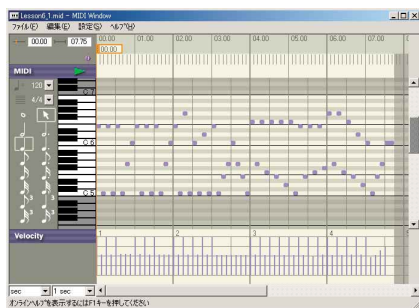 Lesson6_1.mid - MIDI Window
ファイル(F) 編集(E) 設定(S) ヘルプ(H)
00.00 07.75
00.00 01.00 02.00 03.00 04.00 05.00 06.00 07.00
00.00
MIDI
120
4/4
C 7
C 6
C 5
Velocity
1 2 3 4
sec 1 sec
オンラインヘルプを表示するにはF1キーを押してください